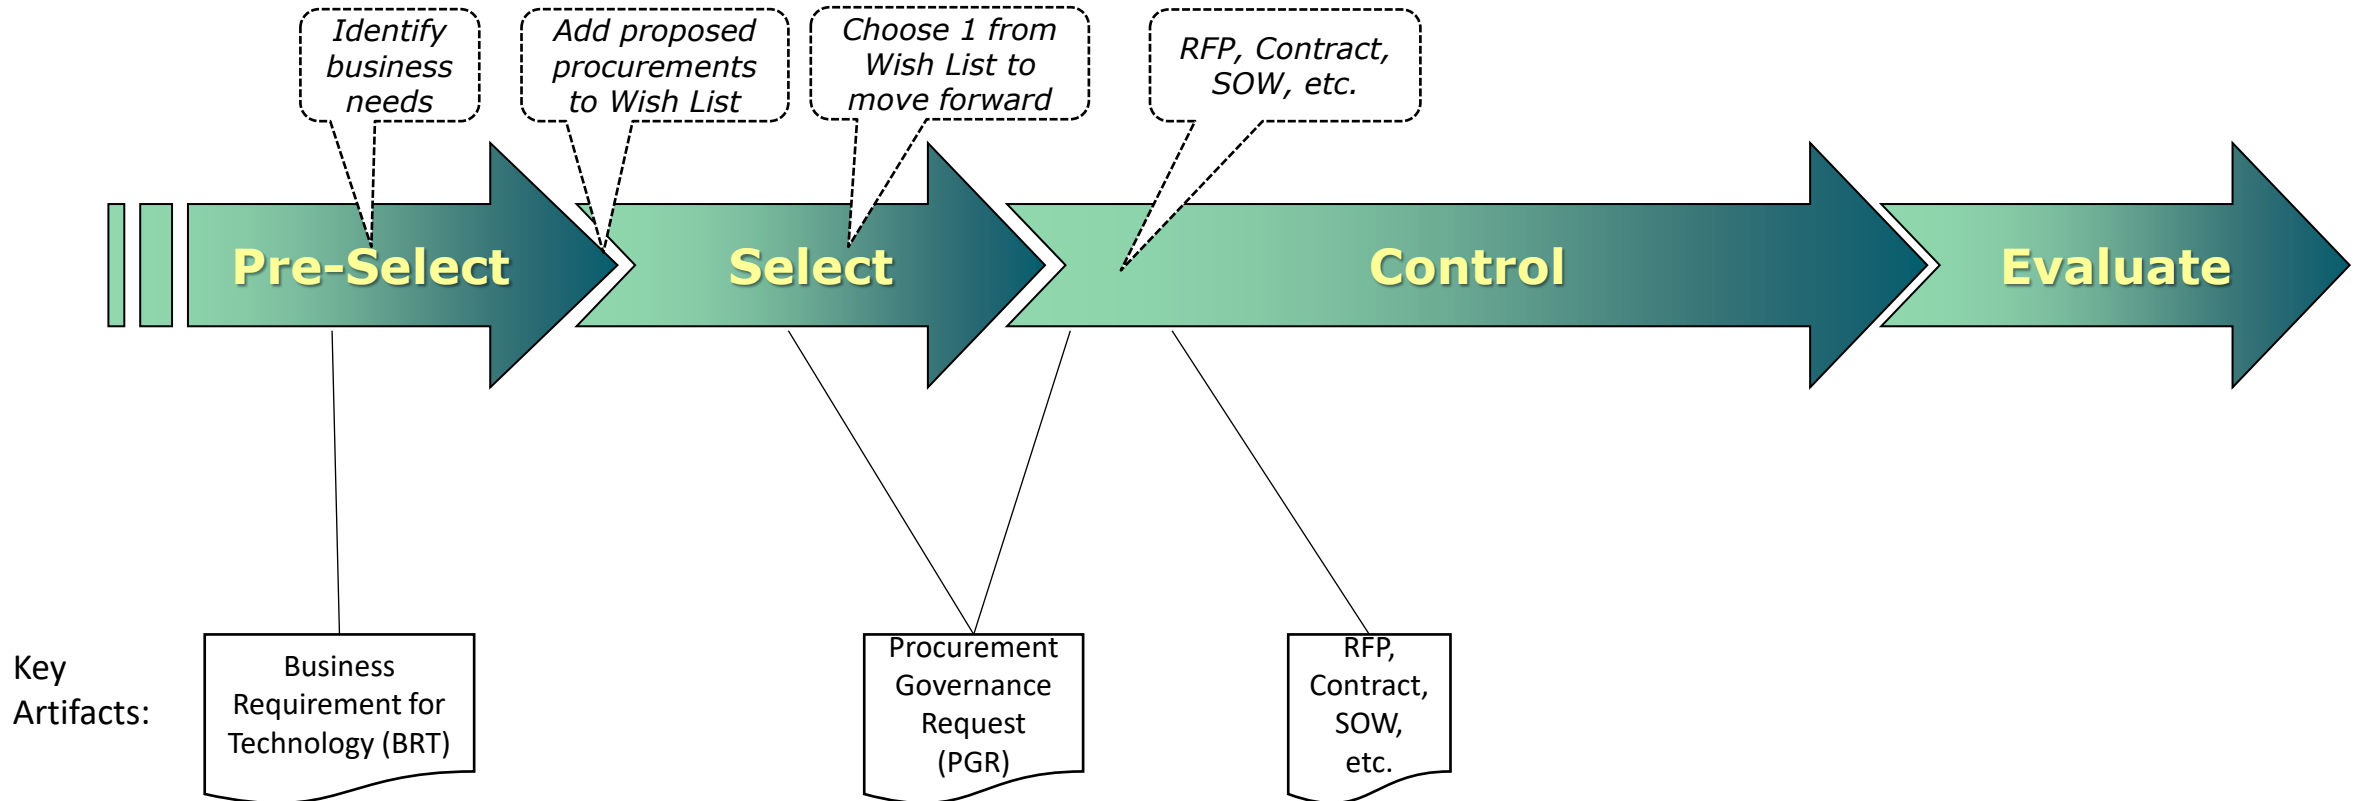 Identify
business
needs
Add proposed
procurements
to Wish List
Choose 1 from
Wish List to
move forward
RFP, Contract,
SOW, etc.
Pre-Select
Select
Control
Evaluate
Key
Artifacts:
Business
Requirement for
Technology (BRT)
Procurement
Governance
Request
(PGR)
RFP,
Contract,
SOW,
etc.